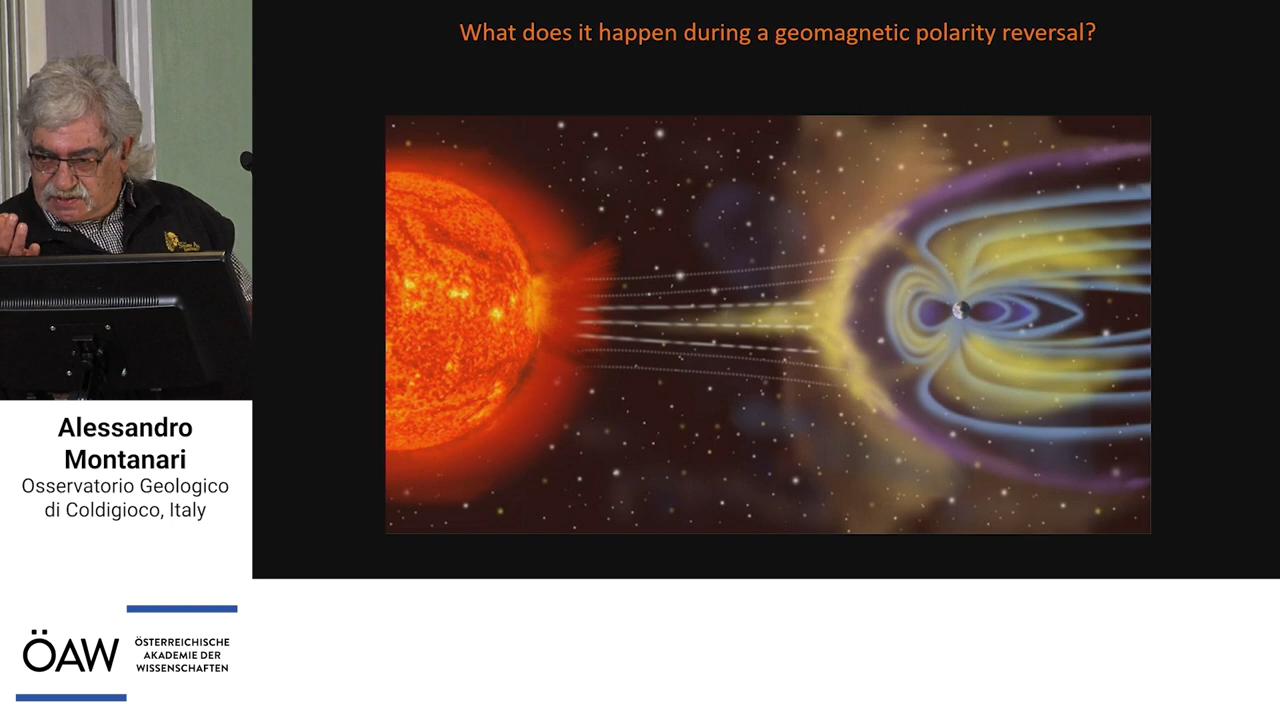 What does it happen during a geomagnetic polarity reversal?
Alessandro
Montanari
Osservatorio Geologico
di Coldigioco, Italy
ÖAW
ÖSTERREICHISCHE
AKADEMIE DER
WISSENSCHAFTEN